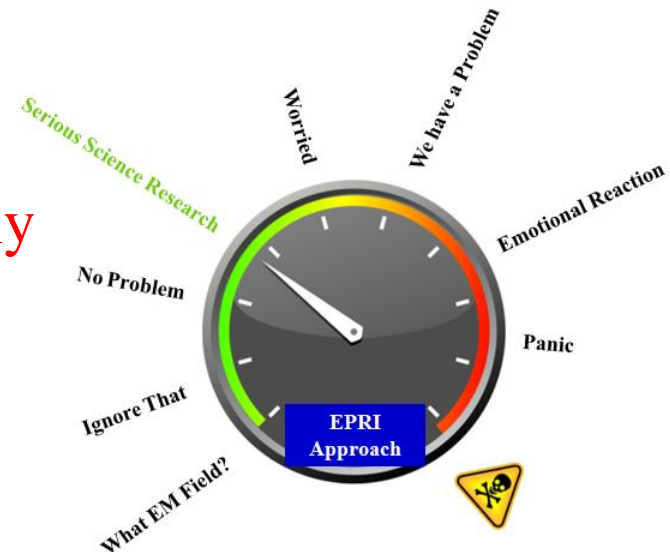 We have a Problem
Worried
Serious Science Research
Emotional Reaction
No Problem
Panic
Ignore That
EPRI
Approach
What EM Field?